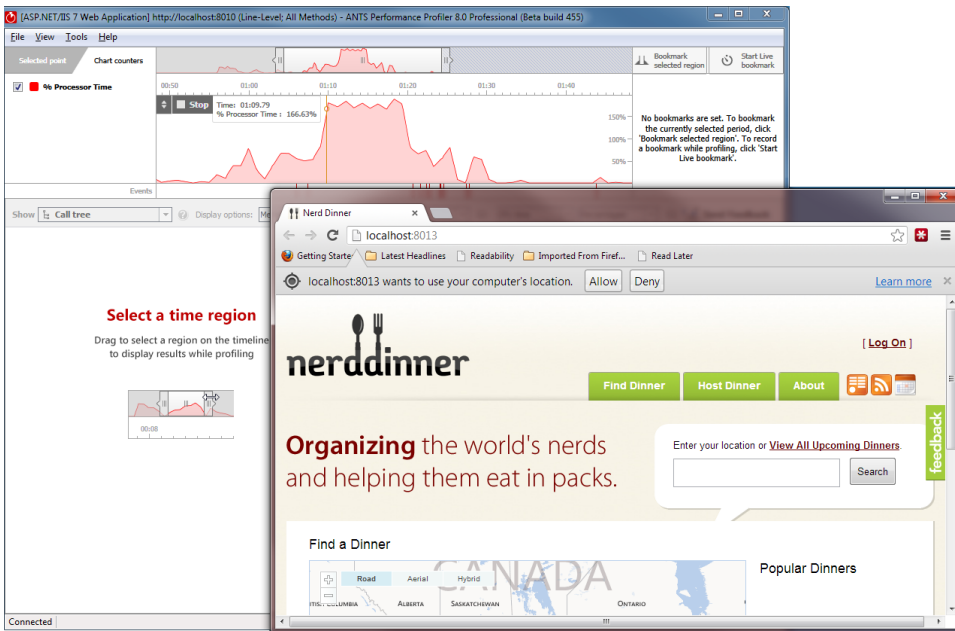 [ASP.NET/IIS 7 Web Application] http://localhost:8010 (Line-Level; All Methods) - ANTS Performance Profiler 8.0 Professional (Beta build 455)
File View Tools Help
Selected point
Chart counters
Bookmark selected region
Start Live bookmark
% Processor Time
00:50 01:00 01:10 01:20 01:30 01:40
Stop
Time: 01:09.79
% Processor Time : 166.63%
150%
100%
50%
No bookmarks are set. To bookmark
the currently selected period, click
'Bookmark selected region'. To record
a bookmark while profiling, click 'Start
Live bookmark'.
Events
Show Call tree
Display options:
Select a time region
Drag to select a region on the timeline
to display results while profiling
00:08
Connected
Nerd Dinner
localhost:8013
Getting Starte Latest Headlines Readability Imported From Firef... Read Later
localhost:8013 wants to use your computer's location. Allow Deny Learn more
nerddinner
[ Log On ]
Find Dinner Host Dinner About
feedback
Organizing the world's nerds
and helping them eat in packs.
Enter your location or View All Upcoming Dinners.
Search
Find a Dinner
Popular Dinners
Road Aerial Hybrid
CANADA
ALBERTA SASKATCHEWAN ONTARIO